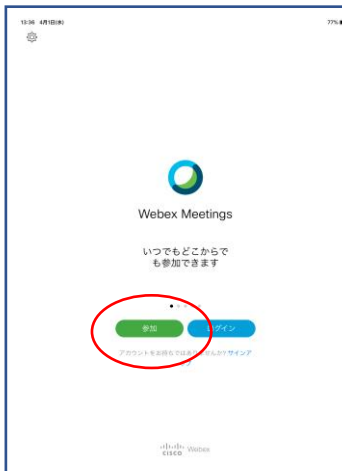 13:36 4月1日(水)
77%
Webex Meetings
いつでもどこからで
も参加できます
参加
ログイン
アカウントをお持ちではありませんか? サインア
ップ
CISCO Webex